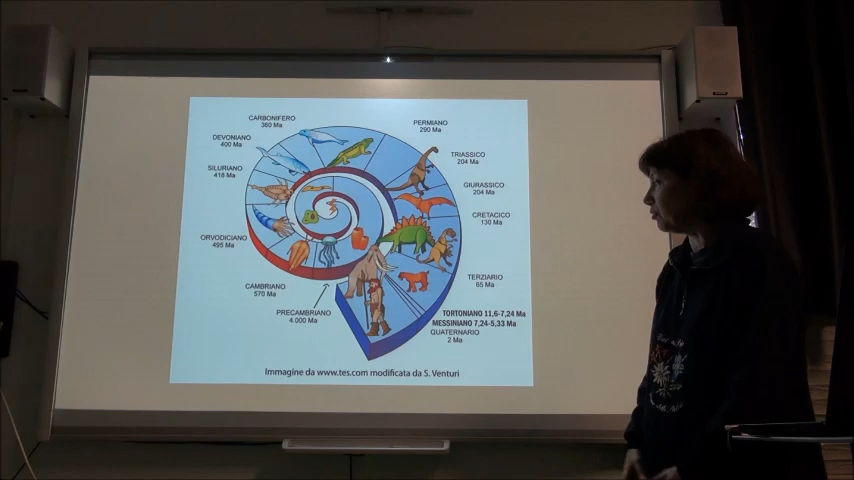 CARBONIFERO
360 Ma
PERMIANO
290 Ma
DEVONIANO
400 Ma
TRIASSICO
204 Ma
SILURIANO
418 Ma
GIURASSICO
204 Ma
CRETACICO
130 Ma
ORVODICIANO
495 Ma
TERZIARIO
65 Ma
CAMBRIANO
570 Ma
PRECAMBRIANO
4.000 Ma
TORTONIANO 11,6-7,24 Ma
MESSINIANO 7,24-5,33 Ma
QUATERNARIO
2 Ma
Immagine da www.tes.com modificata da S. Venturi